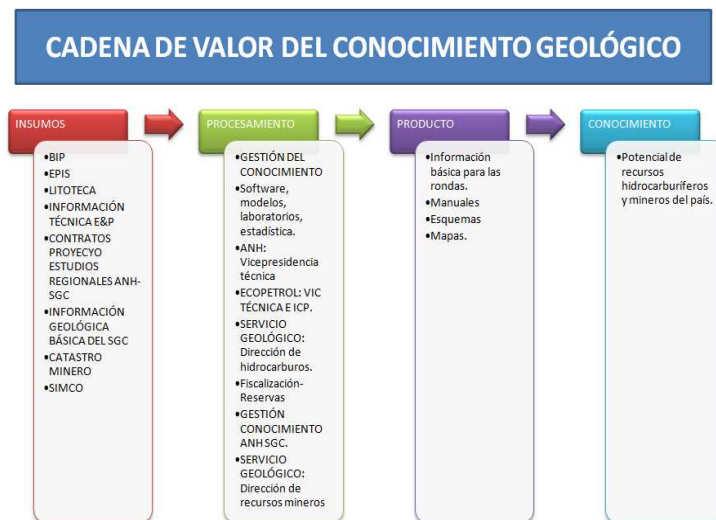 CADENA DE VALOR DEL CONOCIMIENTO GEOLÓGICO
INSUMOS
•BIP
•EPIS
•LITOTECA
•INFORMACIÓN
TÉCNICA E&P
•CONTRATOS
PROYECYO
ESTUDIOS
REGIONALES ANH-
SGC
•INFORMACIÓN
GEOLÓGICA
BÁSICA DEL SGC
•CATASTRO
MINERO
•SIMCO
PROCESAMIENTO
•GESTIÓN DEL
CONOCIMIENTO
•Software,
modelos,
laboratorios,
estadística.
•ANH:
Vicepresidencia
técnica
•ECOPETROL: VIC
TÉCNICA E ICP.
•SERVICIO
GEOLÓGICO:
Dirección de
hidrocarburos.
•Fiscalización-
Reservas
•GESTIÓN
CONOCIMIENTO
ANH SGC.
•SERVICIO
GEOLÓGICO:
Dirección de
recursos mineros
PRODUCTO
•Información
básica para las
rondas.
•Manuales
•Esquemas
•Mapas.
CONOCIMIENTO
•Potencial de
recursos
hidrocarburíferos
y mineros del país.